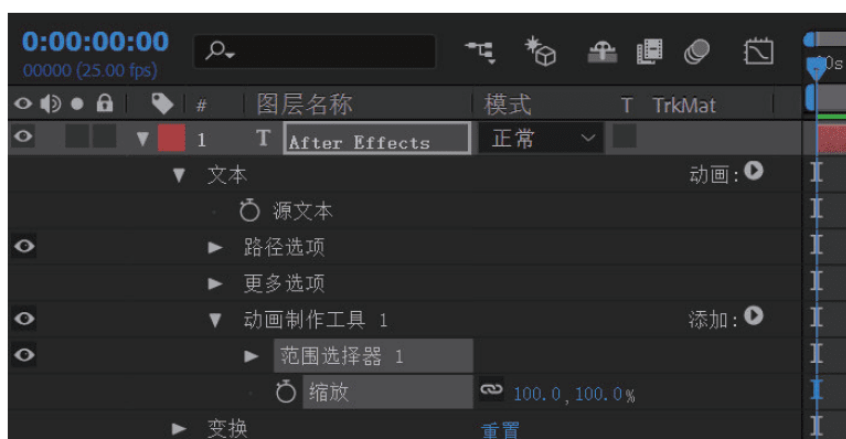 0:00:00:00
00000 (25.00 fps)
0s
# 图层名称 模式 T TrkMat
1 T After Effects 正常
文本 动画:
源文本
路径选项
更多选项
动画制作工具 1 添加:
范围选择器 1
缩放 100.0,100.0%
变换 重置